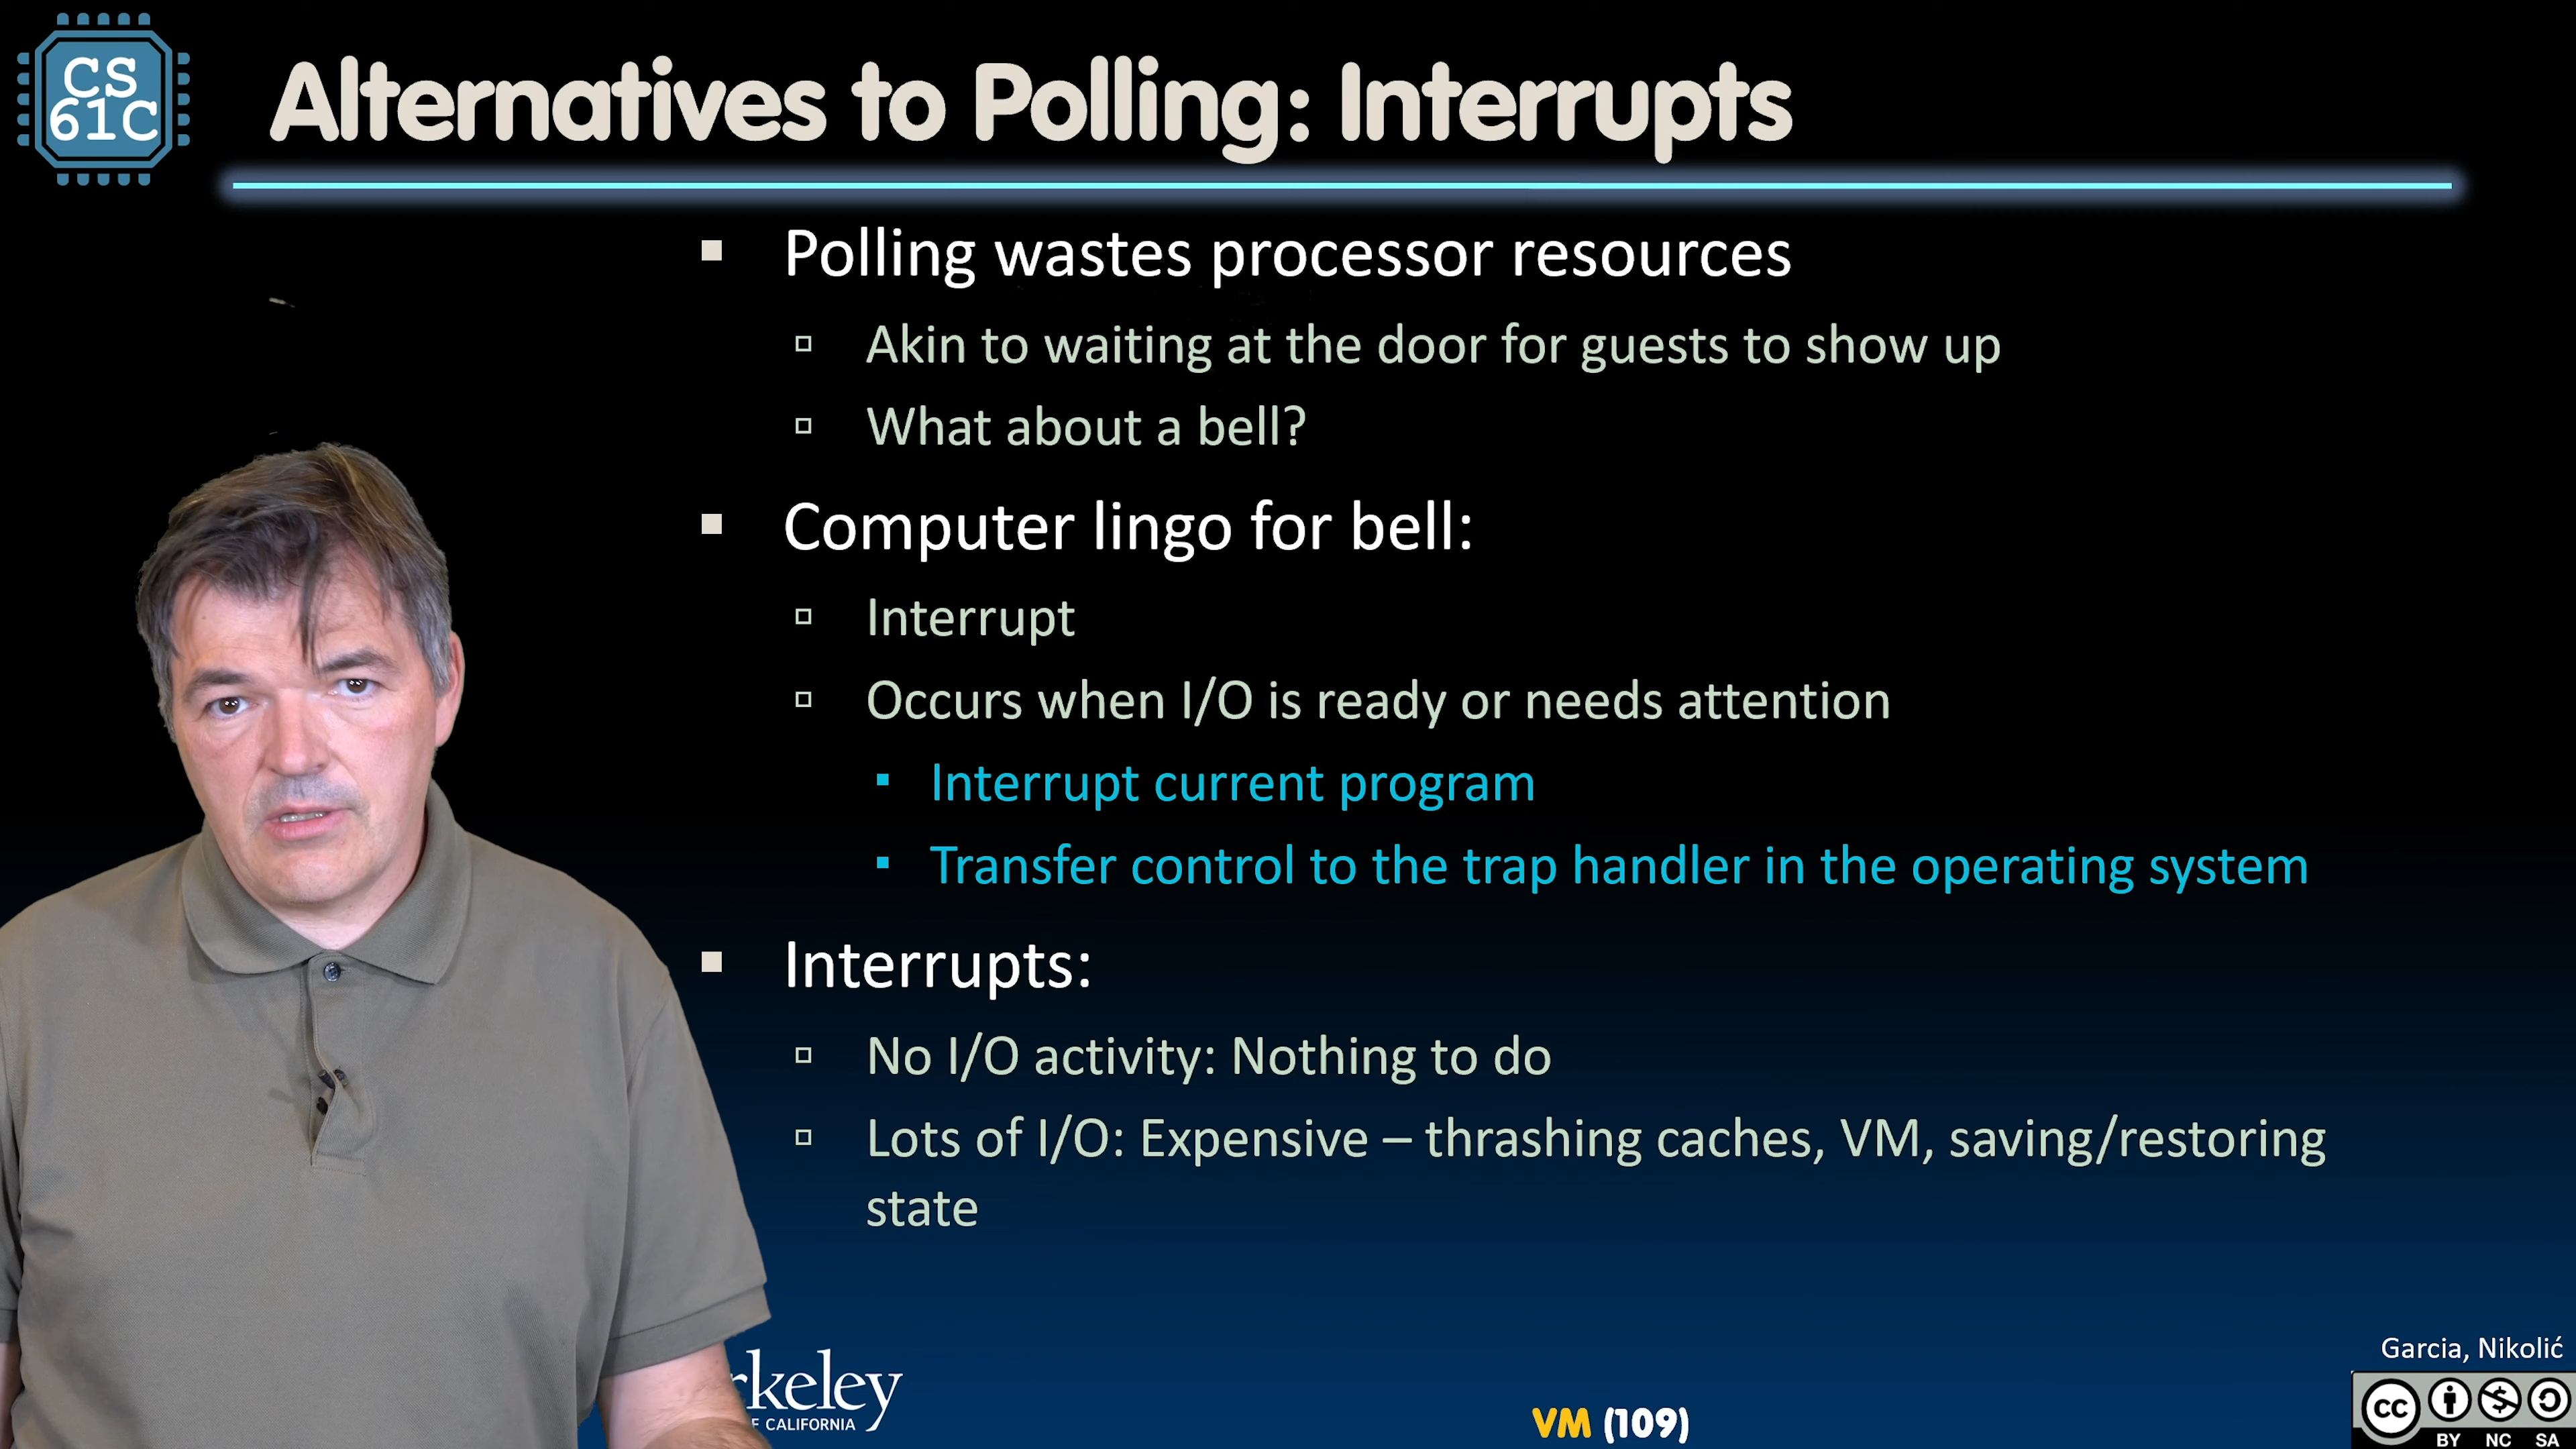 CS
61C
Alternatives to Polling: Interrupts
Polling wastes processor resources
Akin to waiting at the door for guests to show up
What about a bell?
Computer lingo for bell:
Interrupt
Occurs when I/O is ready or needs attention
Interrupt current program
Transfer control to the trap handler in the operating system
Interrupts:
No I/O activity: Nothing to do
Lots of I/O: Expensive – thrashing caches, VM, saving/restoring
state
Garcia, Nikolić
rkeley
CALIFORNIA
VM (109)
cc
BY NC SA